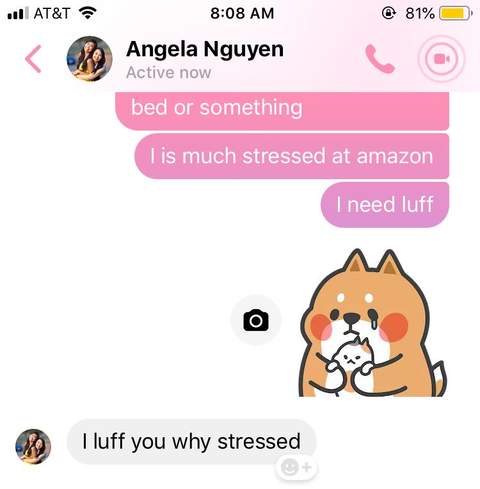 AT&T 8:08 AM 81%
Angela Nguyen
Active now
bed or something
I is much stressed at amazon
I need luff
I luff you why stressed